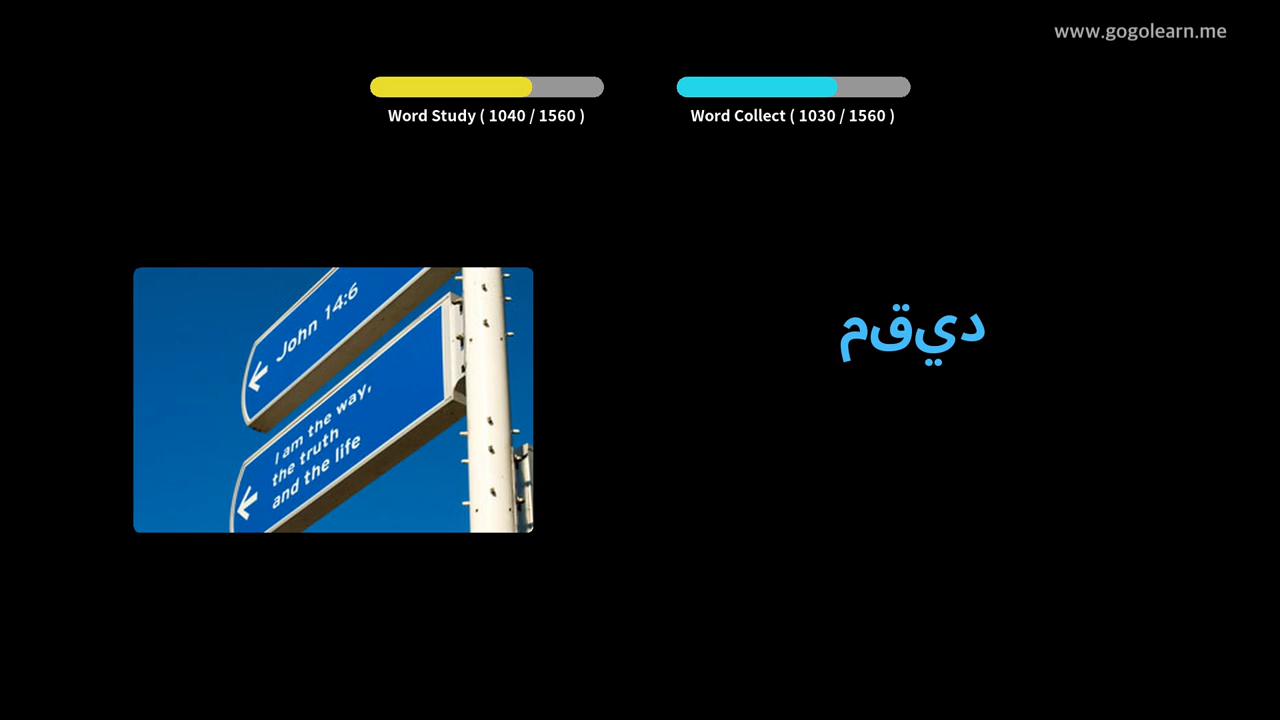 www.gogolearn.me
Word Study ( 1040 / 1560 )
Word Collect ( 1030 / 1560 )
John 14:6
I am the way,
the truth
and the life
ديقم